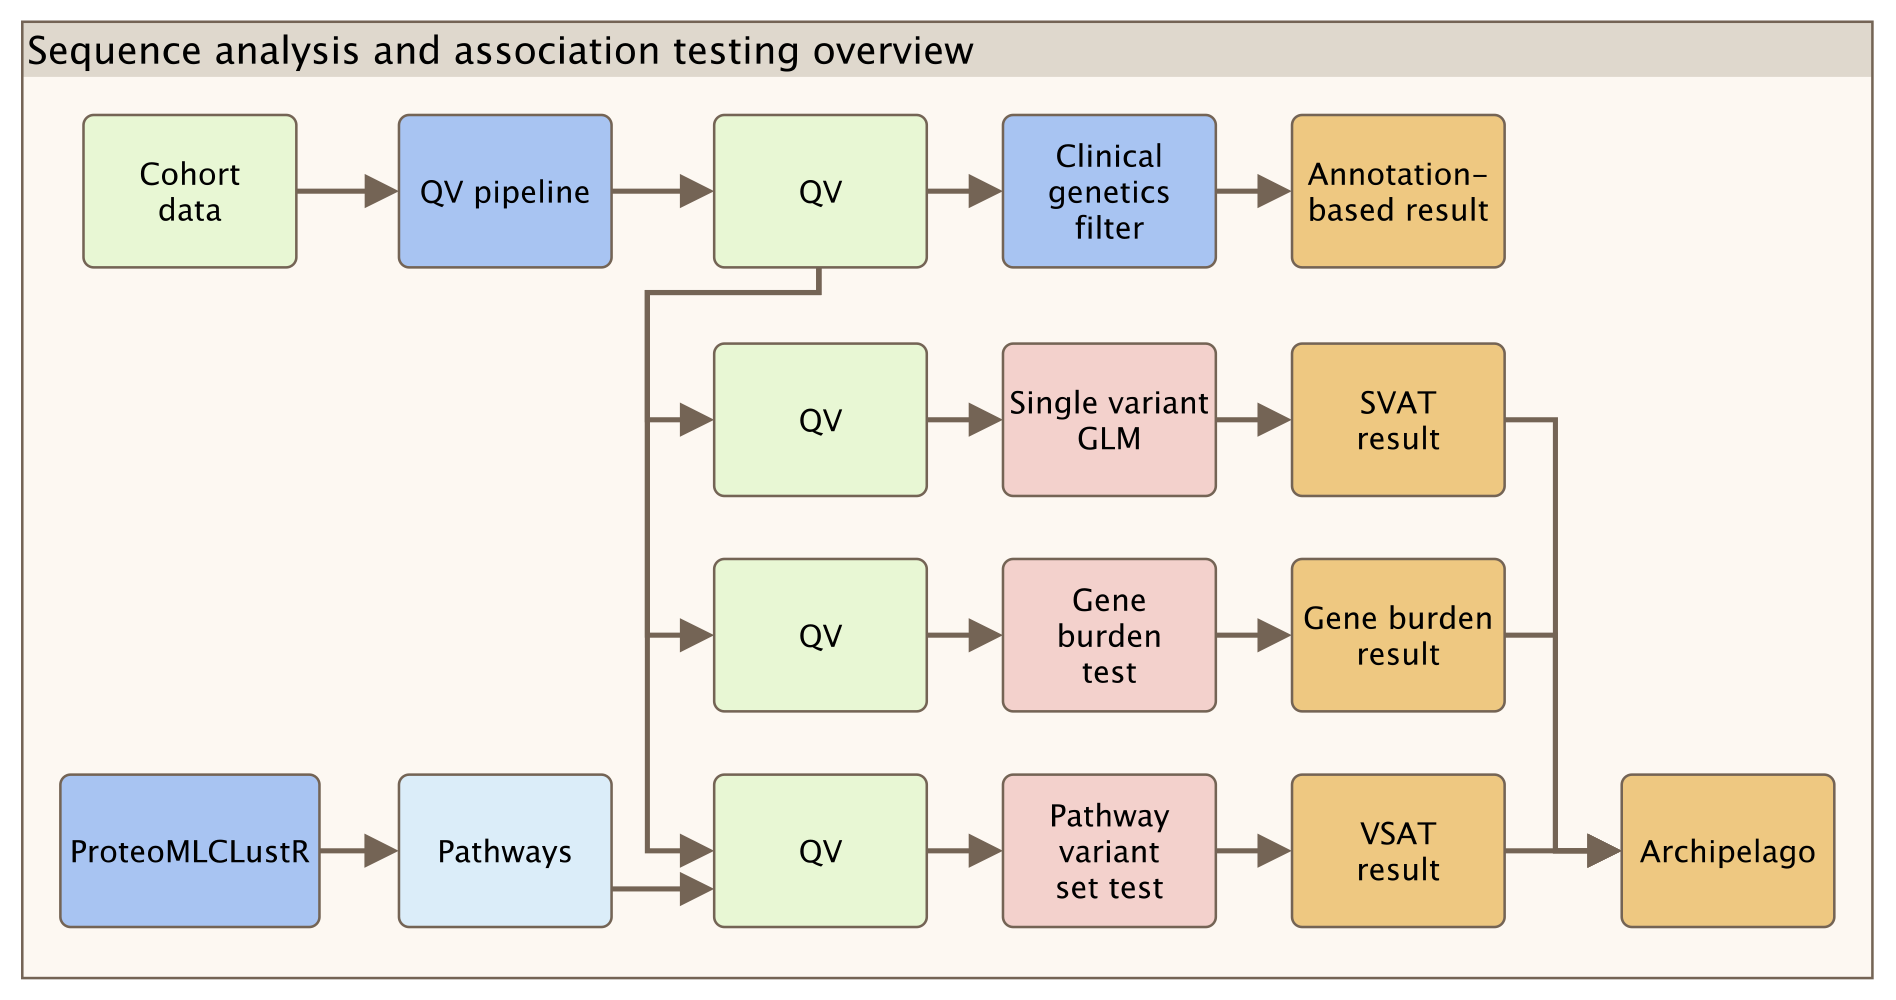 Sequence analysis and association testing overview
Cohort
data
QV pipeline
QV
Clinical
genetics
filter
Annotation-
based result
QV
Single variant
GLM
SVAT
result
QV
Gene
burden
test
Gene burden
result
ProteoMLCLustR
Pathways
QV
Pathway
variant
set test
VSAT
result
Archipelago